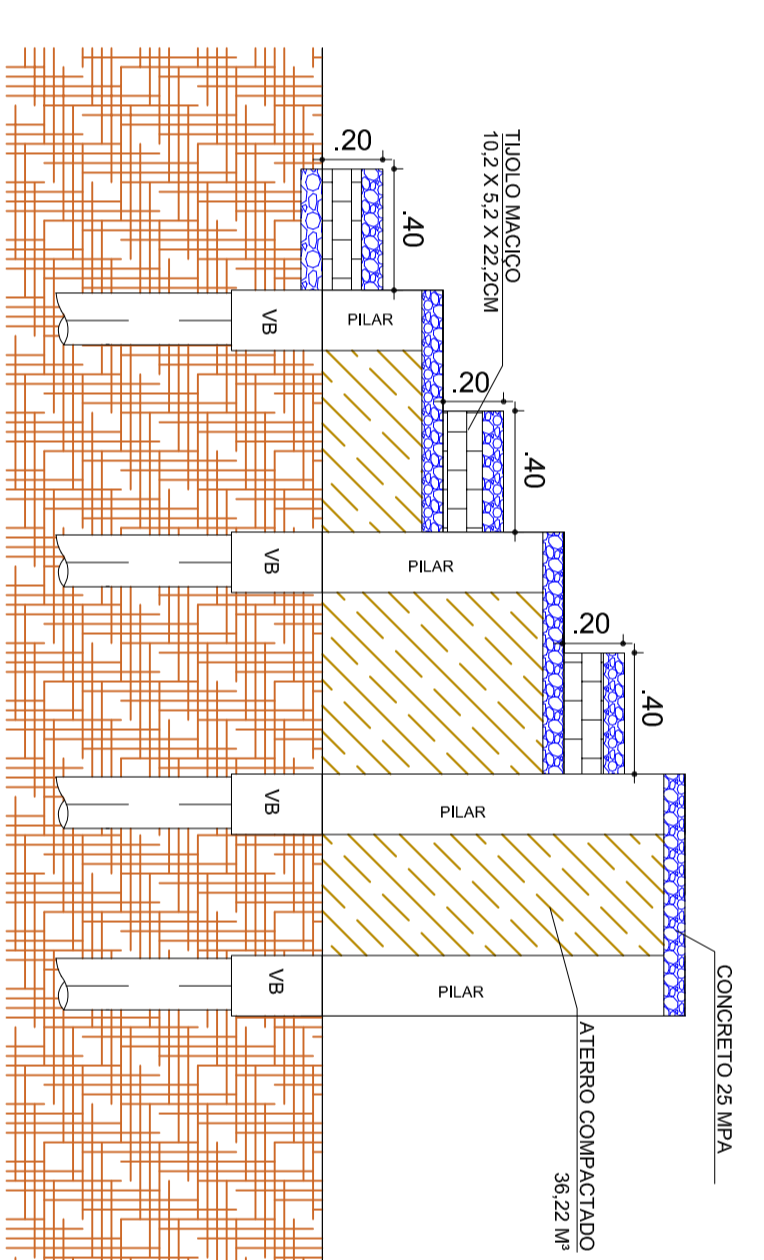 .20
.40
TIJOLO MACIÇO
10,2 X 5,2 X 22,2CM
.20
.40
.20
.40
VB
PILAR
VB
PILAR
VB
PILAR
VB
PILAR
CONCRETO 25 MPA
ATERRO COMPACTADO
36,22 M³